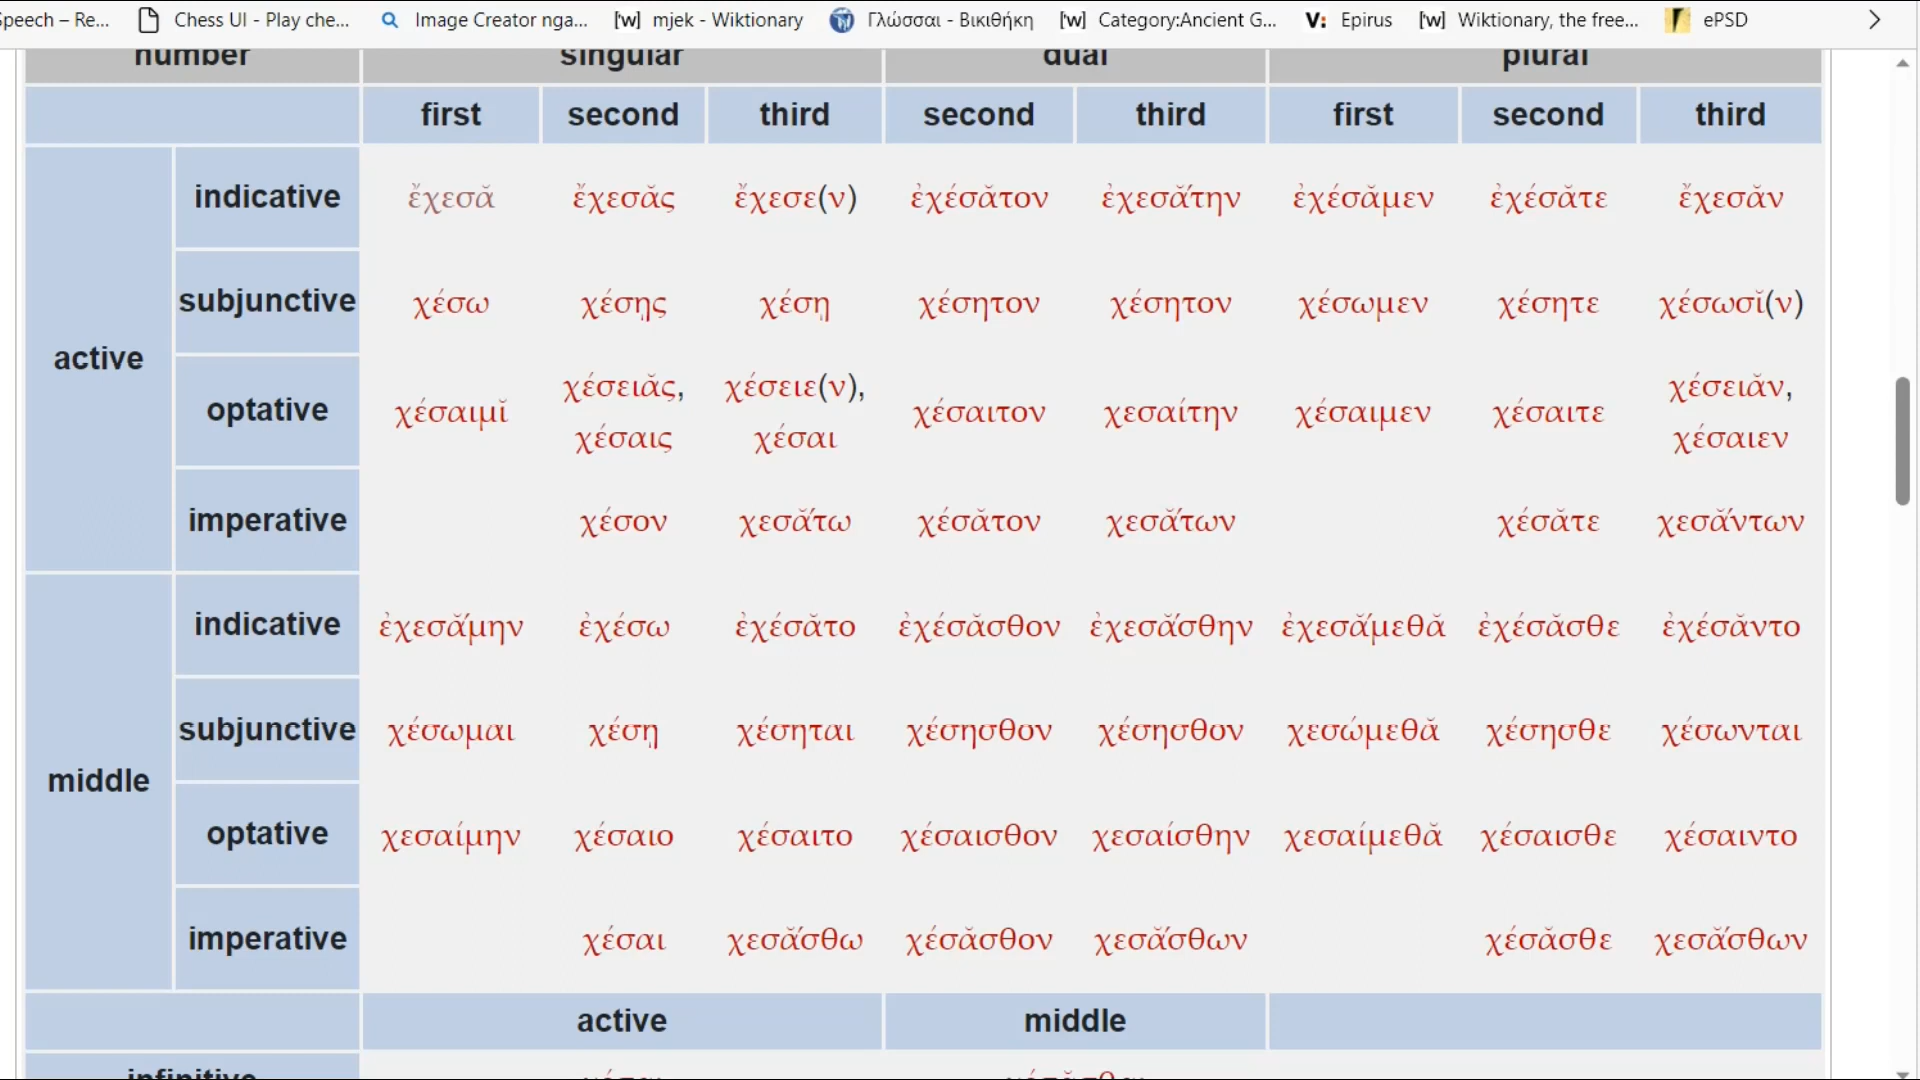 Speech – Re... Chess UI - Play che... Image Creator nga... mjek - Wiktionary Γλώσσαι - Βικιθήκη Category:Ancient G... Epirus Wiktionary, the free... ePSD
number singular dual plural
first second third second third first second third
active
indicative ἔχεσᾰ ἔχεσᾰς ἔχεσε(ν) ἐχέσᾰτον ἐχεσᾰ́την ἐχέσᾰμεν ἐχέσᾰτε ἔχεσᾰν
subjunctive χέσω χέσῃς χέσῃ χέσητον χέσητον χέσωμεν χέσητε χέσωσῐ(ν)
optative χέσαιμῐ χέσειᾰς, χέσειε(ν), χέσαιτον χεσαίτην χέσαιμεν χέσαιτε χέσειᾰν,
χέσαις χέσαι χέσαιεν
imperative χέσον χεσᾰ́τω χέσᾰτον χεσᾰ́των χέσᾰτε χεσᾰ́ντων
middle
indicative ἐχεσᾰ́μην ἐχέσω ἐχέσᾰτο ἐχέσᾰσθον ἐχεσᾰ́σθην ἐχεσᾰ́μεθᾰ ἐχέσᾰσθε ἐχέσᾰντο
subjunctive χέσωμαι χέσῃ χέσηται χέσησθον χέσησθον χεσώμεθᾰ χέσησθε χέσωνται
optative χεσαίμην χέσαιο χέσαιτο χέσαισθον χεσαίσθην χεσαίμεθᾰ χέσαισθε χέσαιντο
imperative χέσαι χεσᾰ́σθω χέσᾰσθον χεσᾰ́σθων χέσᾰσθε χεσᾰ́σθων
active middle
infinitive χέσαι χέσᾰσθαι